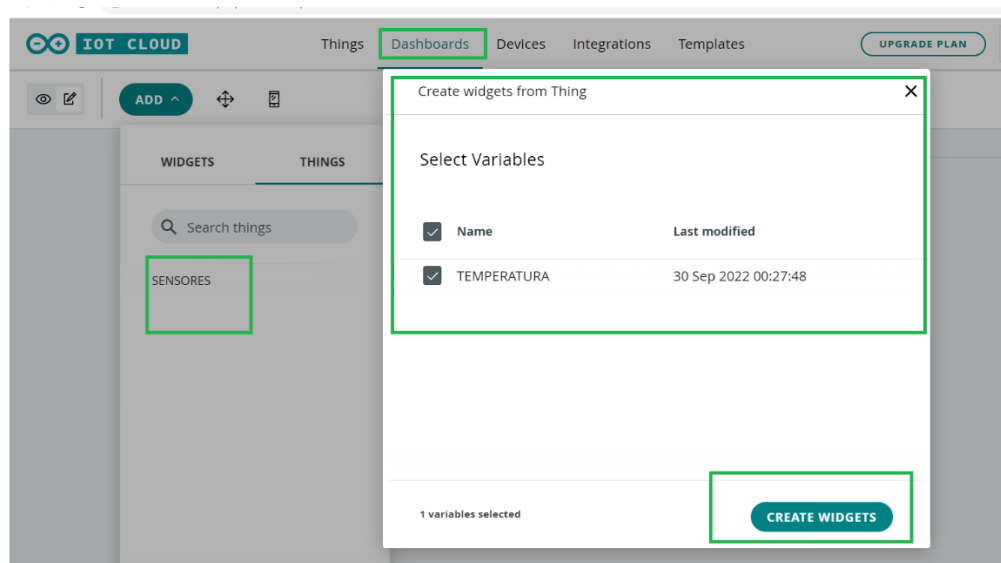 IOT CLOUD
Things Dashboards Devices Integrations Templates UPGRADE PLAN
ADD
WIDGETS THINGS
Search things
SENSORES
Create widgets from Thing
Select Variables
Name Last modified
TEMPERATURA 30 Sep 2022 00:27:48
1 variables selected
CREATE WIDGETS